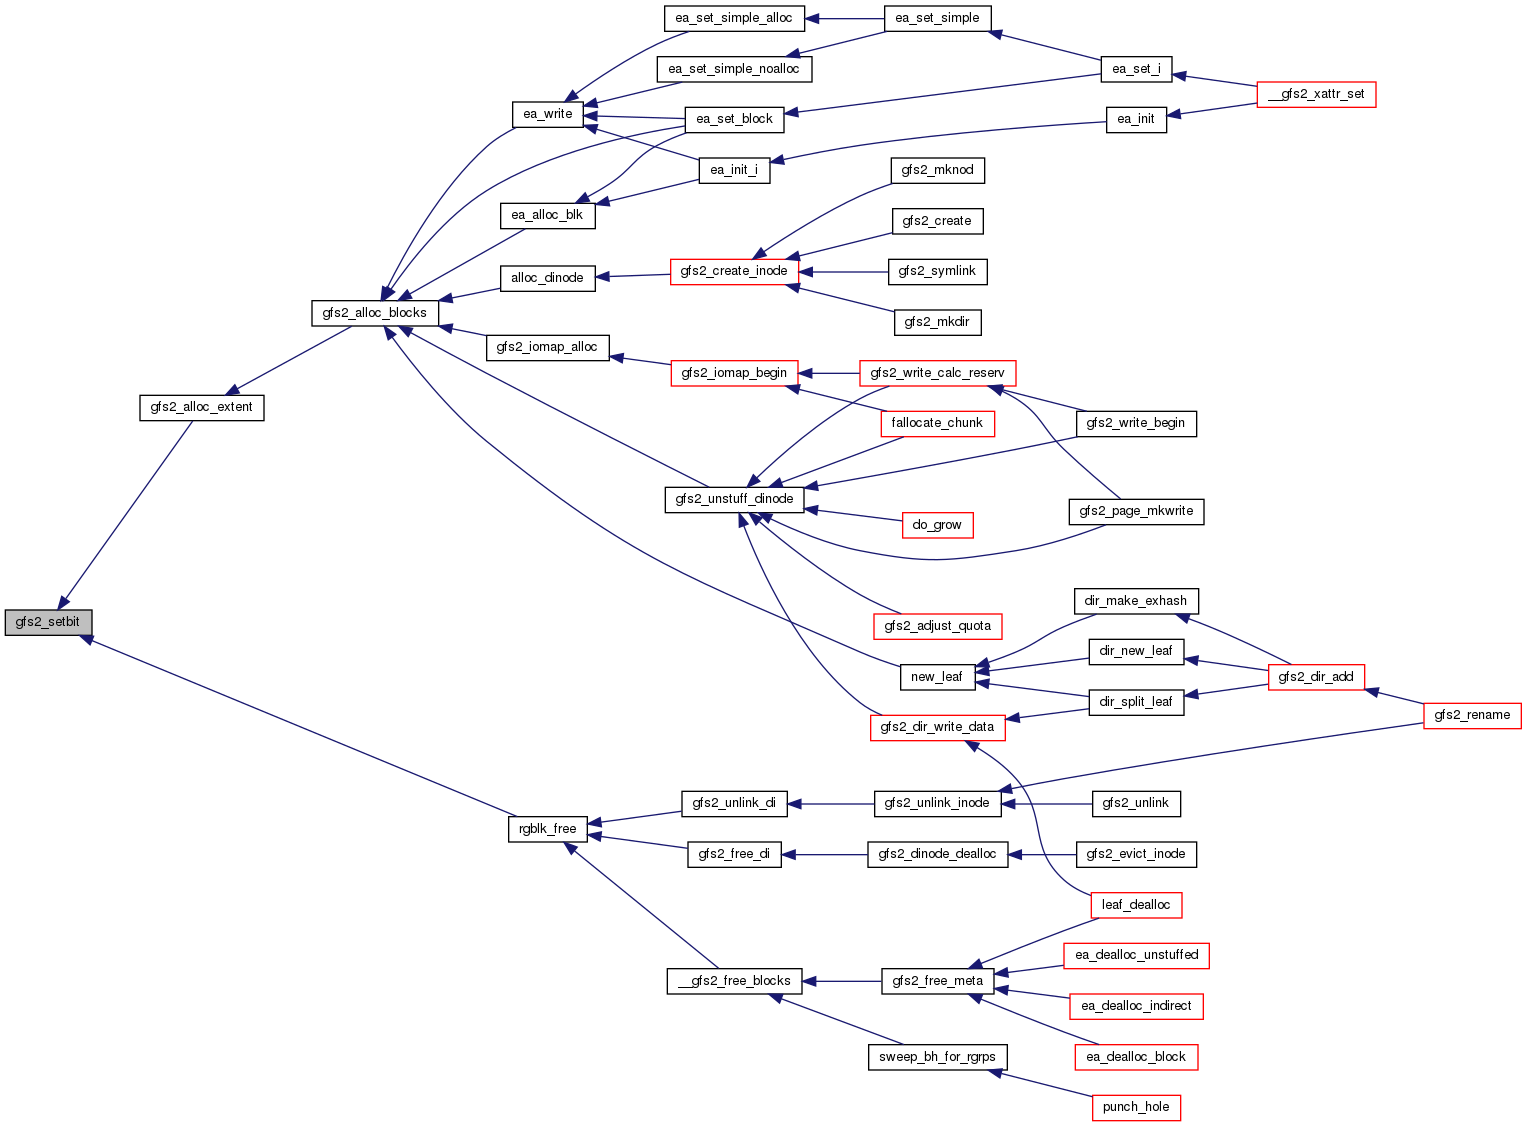 ea_set_simple_alloc
ea_set_simple
ea_set_simple_noalloc
ea_set_i
__gfs2_xattr_set
ea_write
ea_set_block
ea_init
ea_init_i
gfs2_mknod
ea_alloc_blk
gfs2_create
alloc_dinode
gfs2_create_inode
gfs2_symlink
gfs2_alloc_blocks
gfs2_mkdir
gfs2_iomap_alloc
gfs2_iomap_begin
gfs2_write_calc_reserv
gfs2_alloc_extent
fallocate_chunk
gfs2_write_begin
gfs2_unstuff_dinode
gfs2_page_mkwrite
do_grow
dir_make_exhash
gfs2_setbit
gfs2_adjust_quota
dir_new_leaf
new_leaf
gfs2_dir_add
dir_split_leaf
gfs2_dir_write_data
gfs2_rename
gfs2_unlink_di
gfs2_unlink_inode
gfs2_unlink
rgblk_free
gfs2_free_di
gfs2_dinode_dealloc
gfs2_evict_inode
leaf_dealloc
ea_dealloc_unstuffed
__gfs2_free_blocks
gfs2_free_meta
ea_dealloc_indirect
sweep_bh_for_rgrps
ea_dealloc_block
punch_hole